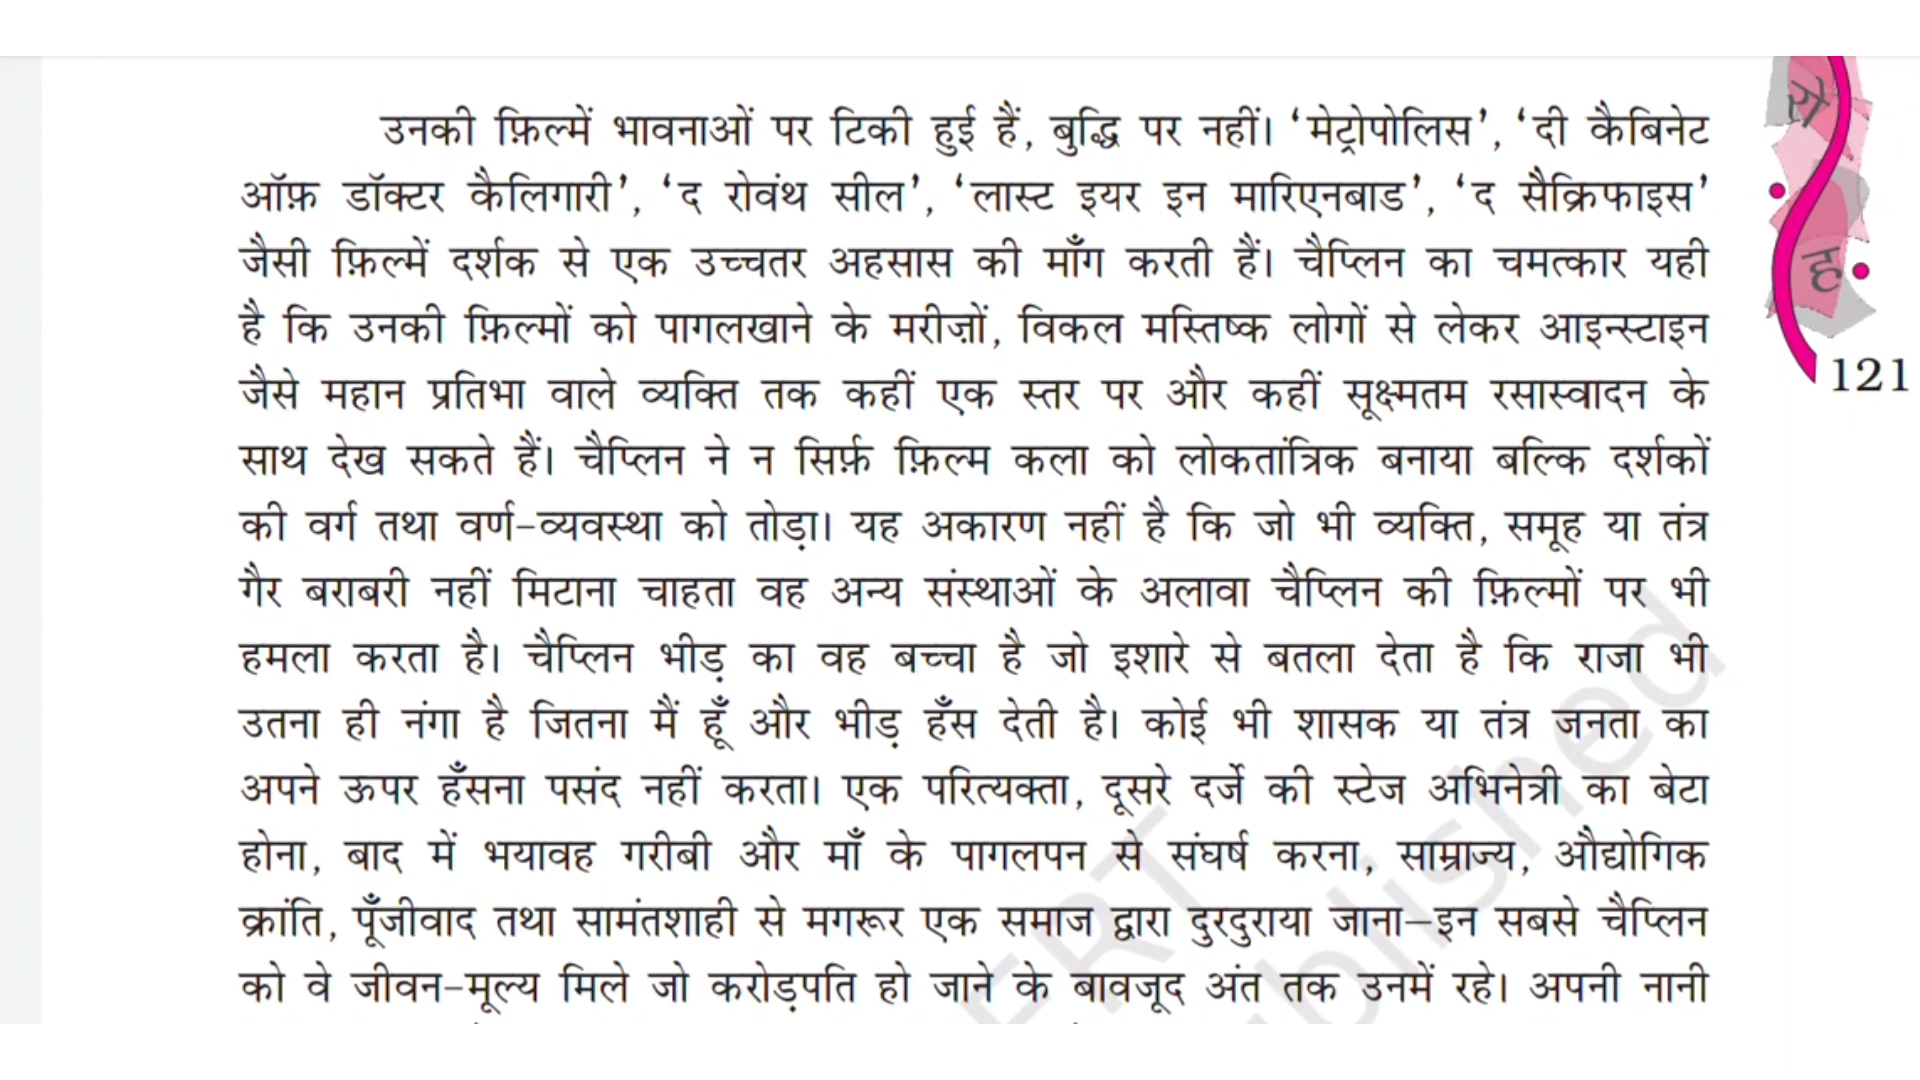 उनकी फ़िल्में भावनाओं पर टिकी हुई हैं, बुद्धि पर नहीं। ‘मेट्रोपोलिस’, ‘दी कैबिनेट
ऑफ़ डॉक्टर कैलिगारी’, ‘द रोवंथ सील’, ‘लास्ट इयर इन मारिएनबाड’, ‘द सैक्रिफाइस’
जैसी फ़िल्में दर्शक से एक उच्चतर अहसास की माँग करती हैं। चैप्लिन का चमत्कार यही
है कि उनकी फ़िल्मों को पागलखाने के मरीज़ों, विकल मस्तिष्क लोगों से लेकर आइन्स्टाइन
जैसे महान प्रतिभा वाले व्यक्ति तक कहीं एक स्तर पर और कहीं सूक्ष्मतम रसास्वादन के
साथ देख सकते हैं। चैप्लिन ने न सिर्फ़ फ़िल्म कला को लोकतांत्रिक बनाया बल्कि दर्शकों
की वर्ग तथा वर्ण-व्यवस्था को तोड़ा। यह अकारण नहीं है कि जो भी व्यक्ति, समूह या तंत्र
गैर बराबरी नहीं मिटाना चाहता वह अन्य संस्थाओं के अलावा चैप्लिन की फ़िल्मों पर भी
हमला करता है। चैप्लिन भीड़ का वह बच्चा है जो इशारे से बतला देता है कि राजा भी
उतना ही नंगा है जितना मैं हूँ और भीड़ हँस देती है। कोई भी शासक या तंत्र जनता का
अपने ऊपर हँसना पसंद नहीं करता। एक परित्यक्ता, दूसरे दर्जे की स्टेज अभिनेत्री का बेटा
होना, बाद में भयावह गरीबी और माँ के पागलपन से संघर्ष करना, साम्राज्य, औद्योगिक
क्रांति, पूँजीवाद तथा सामंतशाही से मगरूर एक समाज द्वारा दुरदुराया जाना–इन सबसे चैप्लिन
को वे जीवन-मूल्य मिले जो करोड़पति हो जाने के बावजूद अंत तक उनमें रहे। अपनी नानी
ह
121